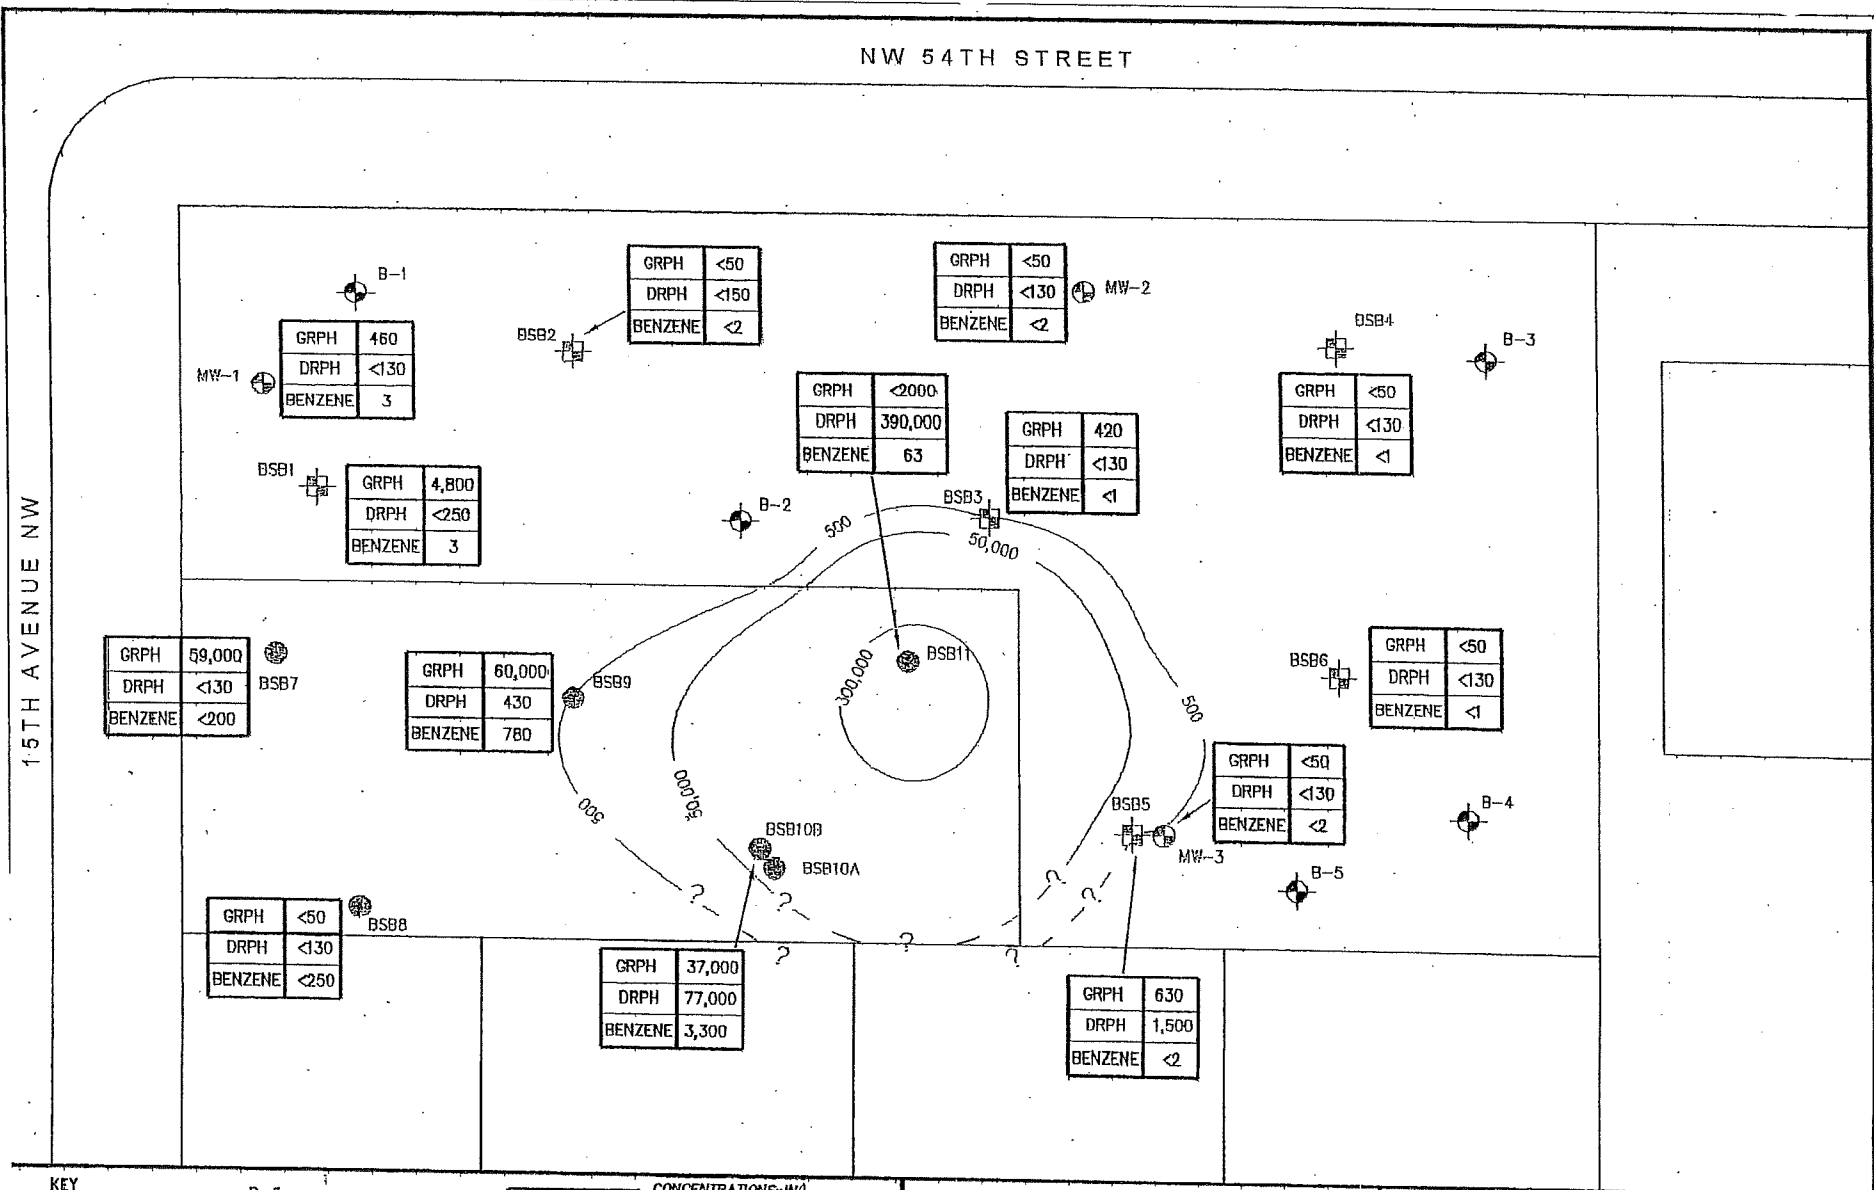 NW 54TH STREET
15TH AVENUE NW
B-1
GRPH 460
DRPH <130
BENZENE 3
MW-1
BSB2
GRPH <50
DRPH <150
BENZENE <2
GRPH <50
DRPH <130
BENZENE <2
MW-2
BSB4
B-3
GRPH <50
DRPH <130
BENZENE <1
GRPH <2000
DRPH 390,000
BENZENE 63
GRPH 420
DRPH <130
BENZENE <1
BSB3
BSB1
GRPH 4,800
DRPH <250
BENZENE 3
B-2
500
50,000
GRPH 59,000
DRPH <130
BENZENE <200
BSB7
GRPH 60,000
DRPH 430
BENZENE 780
BSB9
300,000
BSB11
500
BSB6
GRPH <50
DRPH <130
BENZENE <1
500
50,000
GRPH <50
DRPH <130
BENZENE <2
BSB5
MW-3
B-4
B-5
BSB10B
BSB10A
? ? ? ?
? ? ?
GRPH <50
DRPH <130
BENZENE <250
BSB8
GRPH 37,000
DRPH 77,000
BENZENE 3,300
GRPH 630
DRPH 1,500
BENZENE <2
KEY